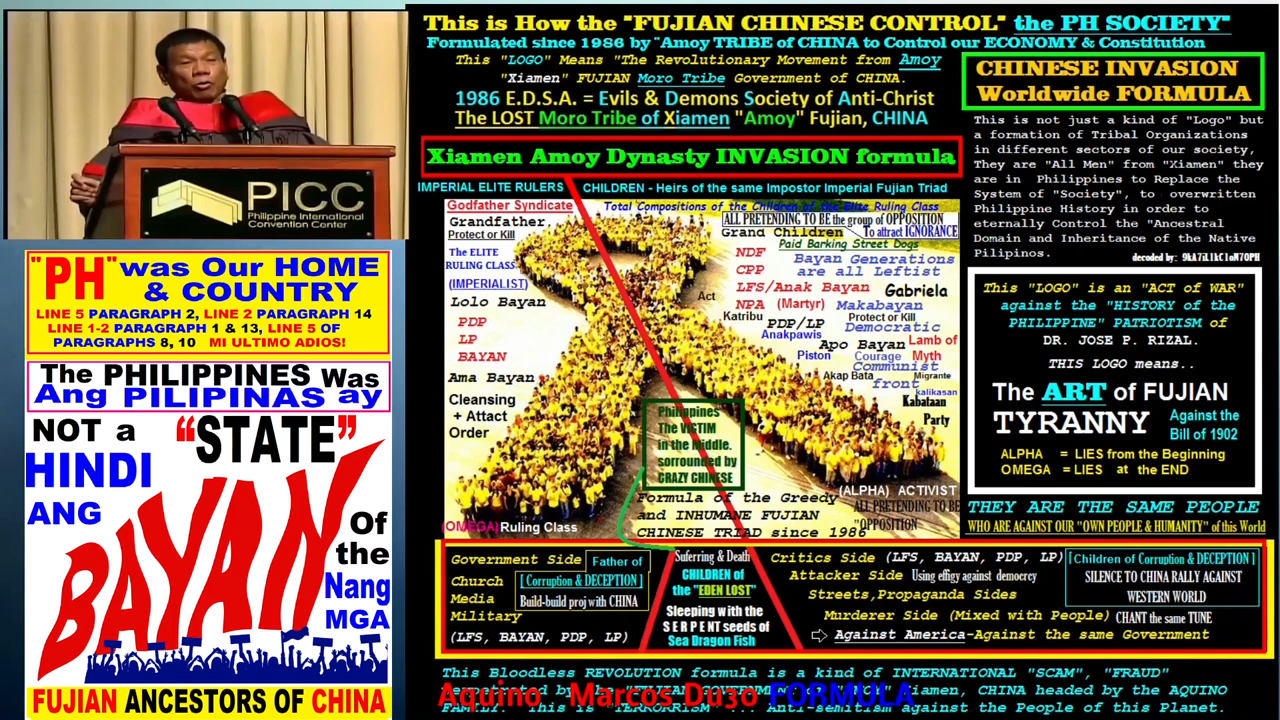 PICC
Philippine International
Convention Center
"PH" was Our HOME
& COUNTRY
LINE 5 PARAGRAPH 2, LINE 2 PARAGRAPH 14
LINE 1-2 PARAGRAPH 1 & 13, LINE 5 OF
PARAGRAPHS 8, 10 MI ULTIMO ADIOS!
The PHILIPPINES Was
Ang PILIPINAS ay
NOT a "STATE"
HINDI
ANG BAYAN
Of
the
Nang
MGA
FUJIAN ANCESTORS OF CHINA
This is How the "FUJIAN CHINESE CONTROL" the PH SOCIETY"
Formulated since 1986 by "Amoy TRIBE of CHINA to Control our ECONOMY & Constitution
This "LOGO" Means "The Revolutionary Movement from Amoy
"Xiamen" FUJIAN Moro Tribe Government of CHINA.
1986 E.D.S.A. = Evils & Demons Society of Anti-Christ
The LOST Moro Tribe of Xiamen "Amoy" Fujian, CHINA
Xiamen Amoy Dynasty INVASION formula
IMPERIAL ELITE RULERS
CHILDREN - Heirs of the same Impostor Imperial Fujian Triad
Godfather Syndicate
Total Compositions of the Children of the Elite Ruling Class
Grandfather
Protect or Kill
The ELITE
RULING CLASS
(IMPERIALIST)
Lolo Bayan
PDP
LP
BAYAN
Ama Bayan
Cleansing
+ Attact
Order
ALL PRETENDING TO BE the group of OPPOSITION
Grand Children To attract IGNORANCE
Paid Barking Street Dogs
NDF
Bayan Generations
are all Leftist
CPP
LFS/Anak Bayan
Gabriela
Act
NPA (Martyr)
Makabayan
Katribu
Protect or Kill
PDP/LP
Democratic
Anakpawis
Apo Bayan
Lamb of
Myth
Piston
Courage
Communist
front
Akap Bata
Migrante
kalikasan
Kabataan
Party
Philippines
The VICTIM
in the Middle.
sorrounded by
CRAZY CHINESE
(ALPHA) ACTIVIST
ALL PRETENDING TO BE
"OPPOSITION
Formula of the Greedy
and INHUMANE FUJIAN
CHINESE TRIAD since 1986
(OMEGA) Ruling Class
Government Side
Church
Media
Military
(LFS, BAYAN, PDP, LP)
Father of
[ Corruption & DECEPTION ]
Build-build proj with CHINA
Suferring & Death
CHILDREN of
the "EDEN LOST"
Sleeping with the
SERPENT seeds of
Sea Dragon Fish
Critics Side (LFS, BAYAN, PDP, LP)
Attacker Side Using effigy against democrcy
Streets,Propaganda Sides
Murderer Side (Mixed with People) CHANT the same TUNE
Against America-Against the same Government
[Children of Corruption & DECEPTION ]
SILENCE TO CHINA RALLY AGAINST
WESTERN WORLD
This Bloodless REVOLUTION formula is a kind of INTERNATIONAL "SCAM", "FRAUD"
Xiamen, CHINA headed by the AQUINO
FAMILY. This is "TERRORISM" ... Anti-semitism against the People of this Planet.
Aquino - Marcos Du3o FORMULA
CHINESE INVASION
Worldwide FORMULA
This is not just a kind of "Logo" but
a formation of Tribal Organizations
in different sectors of our society,
They are "All Men" from "Xiamen" they
are in Philippines to Replace the
System of "Society", to overwritten
Philippine History in order to
eternally Control the "Ancestral
Domain and Inheritance of the Native
Pilipinos.
decoded by: 9kA7iL1kC1oN7OPH
This "LOGO" is an "ACT of WAR"
against the "HISTORY of the
PHILIPPINE" PATRIOTISM of
DR. JOSE P. RIZAL.
THIS LOGO means..
The ART of FUJIAN
TYRANNY Against the
Bill of 1902
ALPHA = LIES from the Beginning
OMEGA = LIES at the END
THEY ARE THE SAME PEOPLE
WHO ARE AGAINST OUR "OWN PEOPLE & HUMANITY" of this World